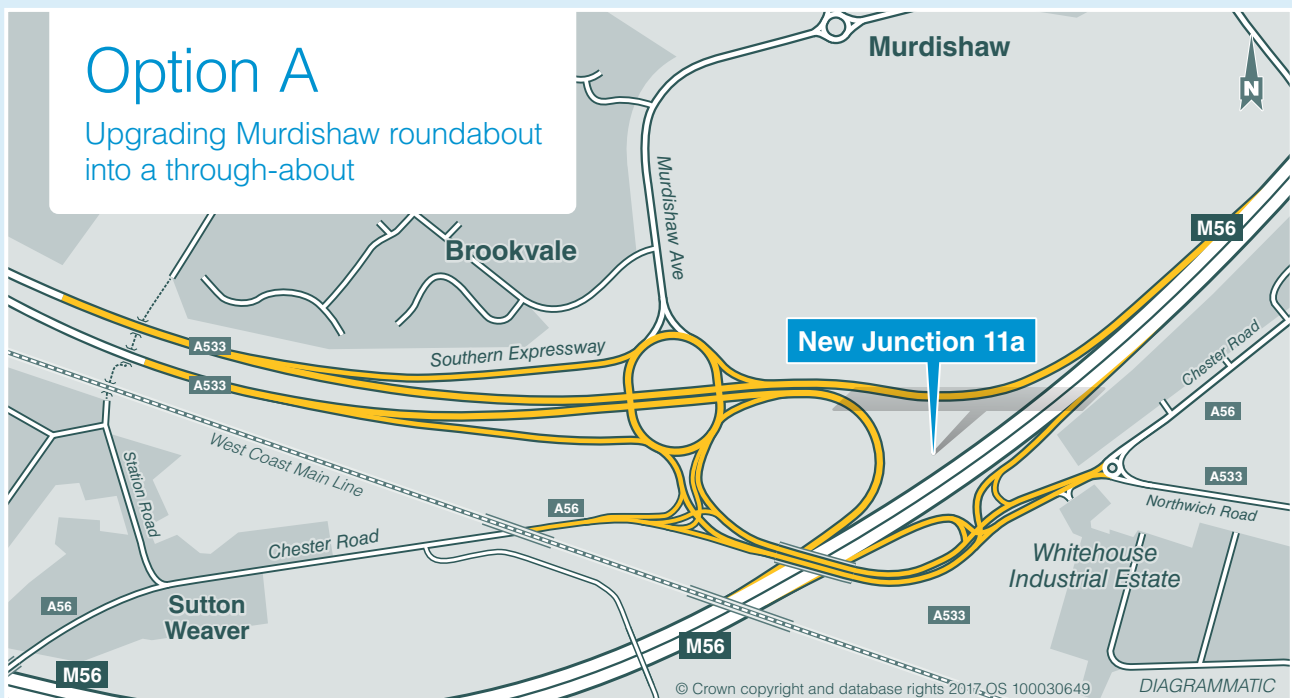 Option A
Upgrading Murdishaw roundabout
into a through-about
Murdishaw
N
Murdishaw Ave
M56
Brookvale
New Junction 11a
A533
Southern Expressway
A533
Chester Road
A56
West Coast Main Line
Station Road
A533
Northwich Road
A56
Chester Road
Whitehouse
Industrial Estate
A56
Sutton
Weaver
A533
M56
M56
© Crown copyright and database rights 2017 OS 100030649
DIAGRAMMATIC